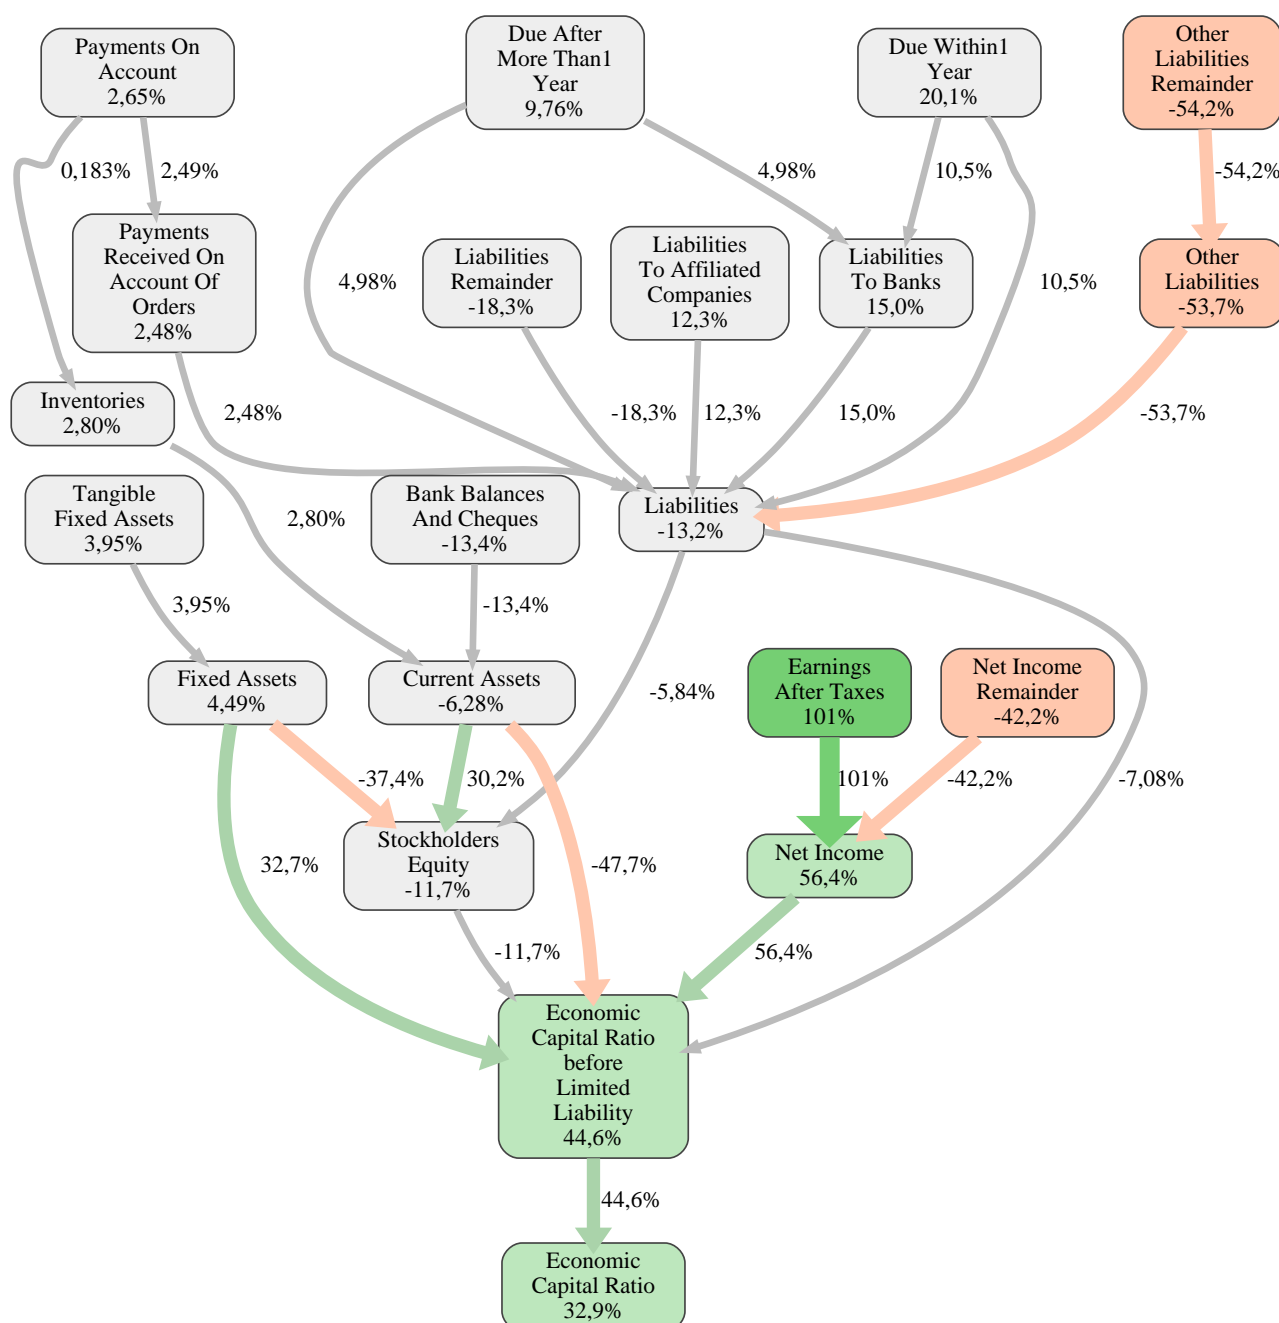 Payments On
Account
2,65%
Due After
More Than1
Year
9,76%
Due Within1
Year
20,1%
Other
Liabilities
Remainder
-54,2%
0,183%
2,49%
4,98%
10,5%
-54,2%
Payments
Received On
Account Of
Orders
2,48%
Liabilities
Remainder
-18,3%
Liabilities
To Affiliated
Companies
12,3%
Liabilities
To Banks
15,0%
Other
Liabilities
-53,7%
4,98%
10,5%
Inventories
2,80%
2,48%
-18,3%
12,3%
15,0%
-53,7%
Tangible
Fixed Assets
3,95%
2,80%
Bank Balances
And Cheques
-13,4%
Liabilities
-13,2%
3,95%
-13,4%
Fixed Assets
4,49%
Current Assets
-6,28%
-5,84%
Earnings
After Taxes
101%
Net Income
Remainder
-42,2%
-37,4%
30,2%
101%
-42,2%
-7,08%
32,7%
Stockholders
Equity
-11,7%
-47,7%
Net Income
56,4%
-11,7%
56,4%
Economic
Capital Ratio
before
Limited
Liability
44,6%
44,6%
Economic
Capital Ratio
32,9%